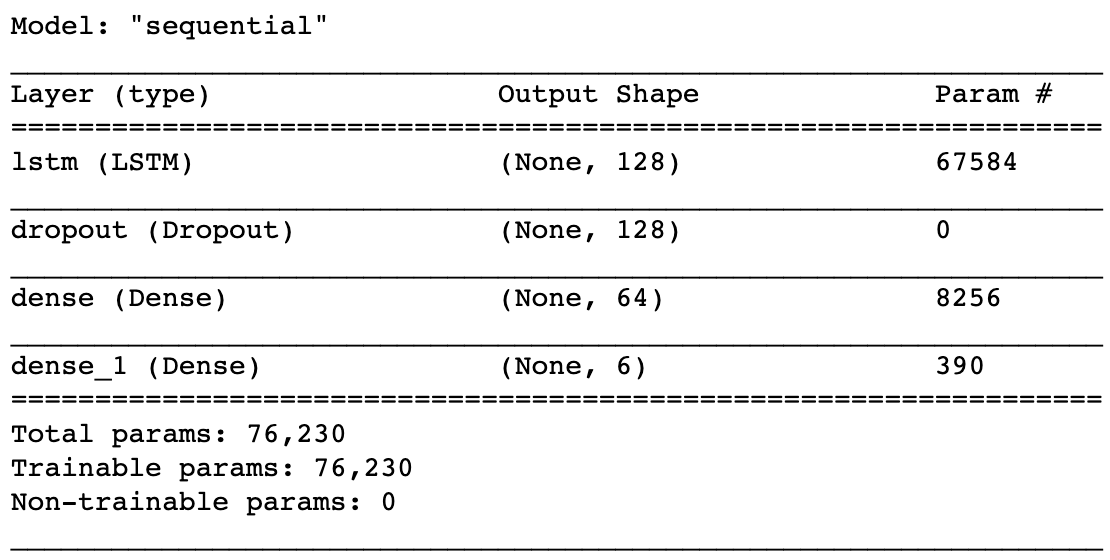 Model: "sequential"
Layer (type) Output Shape Param #
lstm (LSTM) (None, 128) 67584
dropout (Dropout) (None, 128) 0
dense (Dense) (None, 64) 8256
dense_1 (Dense) (None, 6) 390
Total params: 76,230
Trainable params: 76,230
Non-trainable params: 0